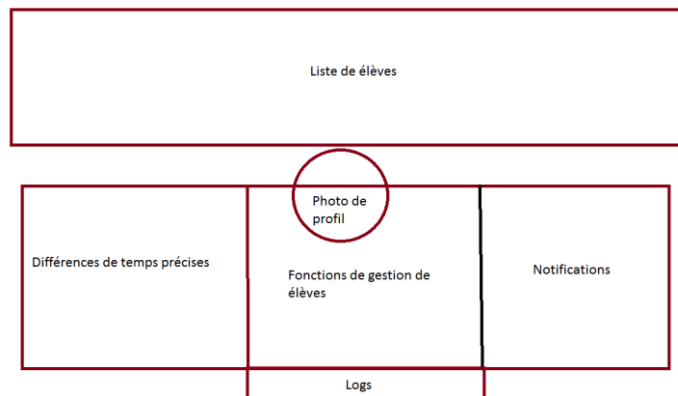 Liste de élèves
Photo de
profil
Différences de temps précises
Fonctions de gestion de
élèves
Notifications
Logs